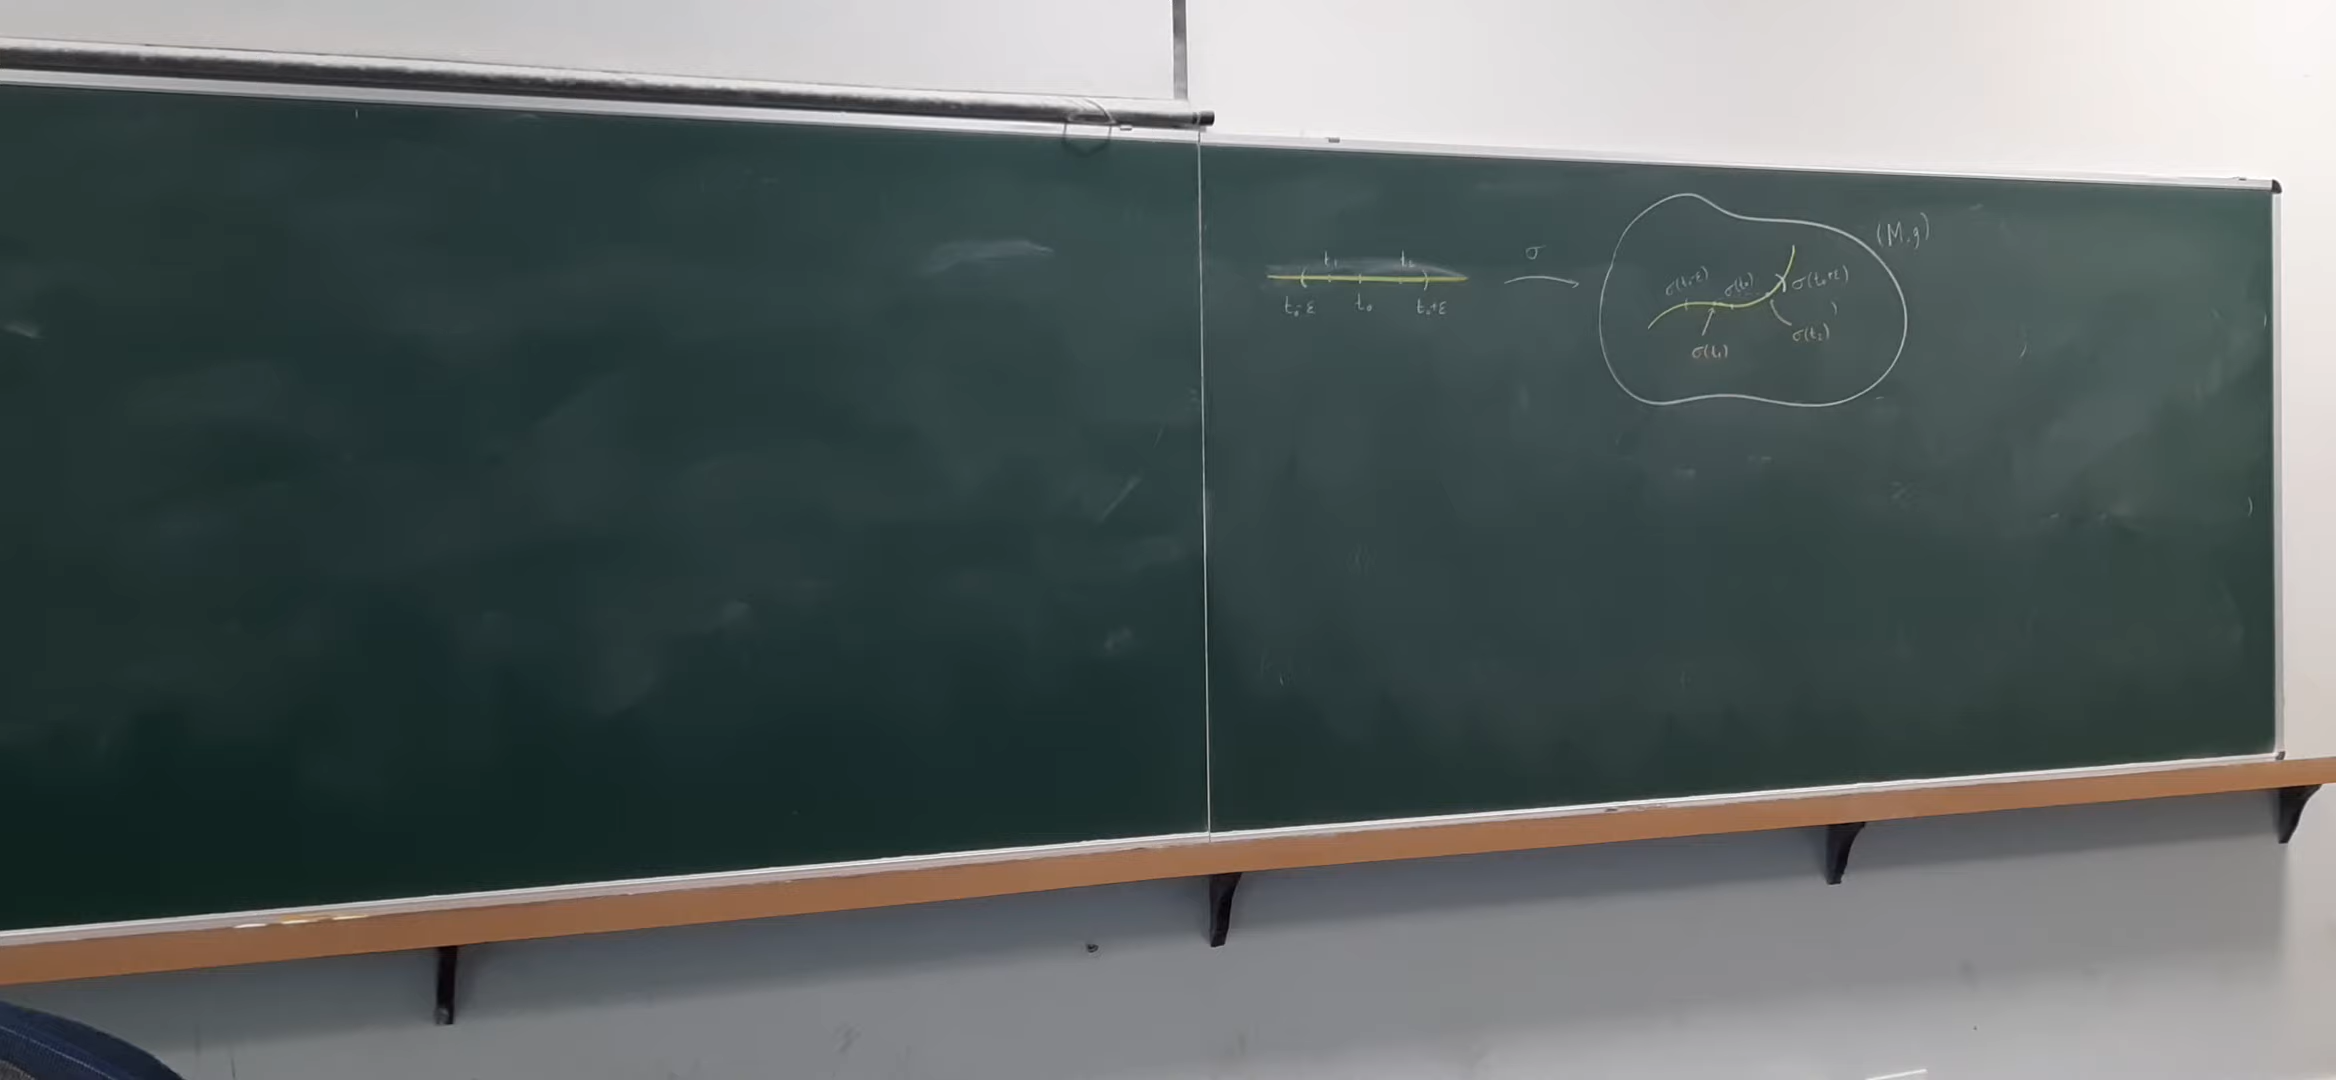 (M,g)
σ
t₁ t₂
t₀-ε t₀ t₀+ε
σ(t₀-ε) σ(t₀) σ(t₀+ε)
σ(t₁) σ(t₂)